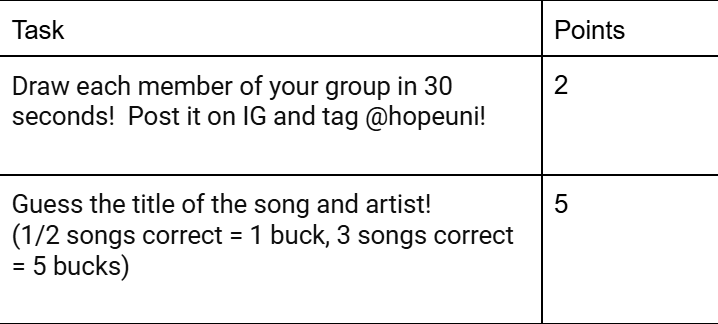 Task Points
Draw each member of your group in 30 2
seconds!  Post it on IG and tag @hopeuni!
Guess the title of the song and artist! 5
(1/2 songs correct = 1 buck, 3 songs correct
= 5 bucks)